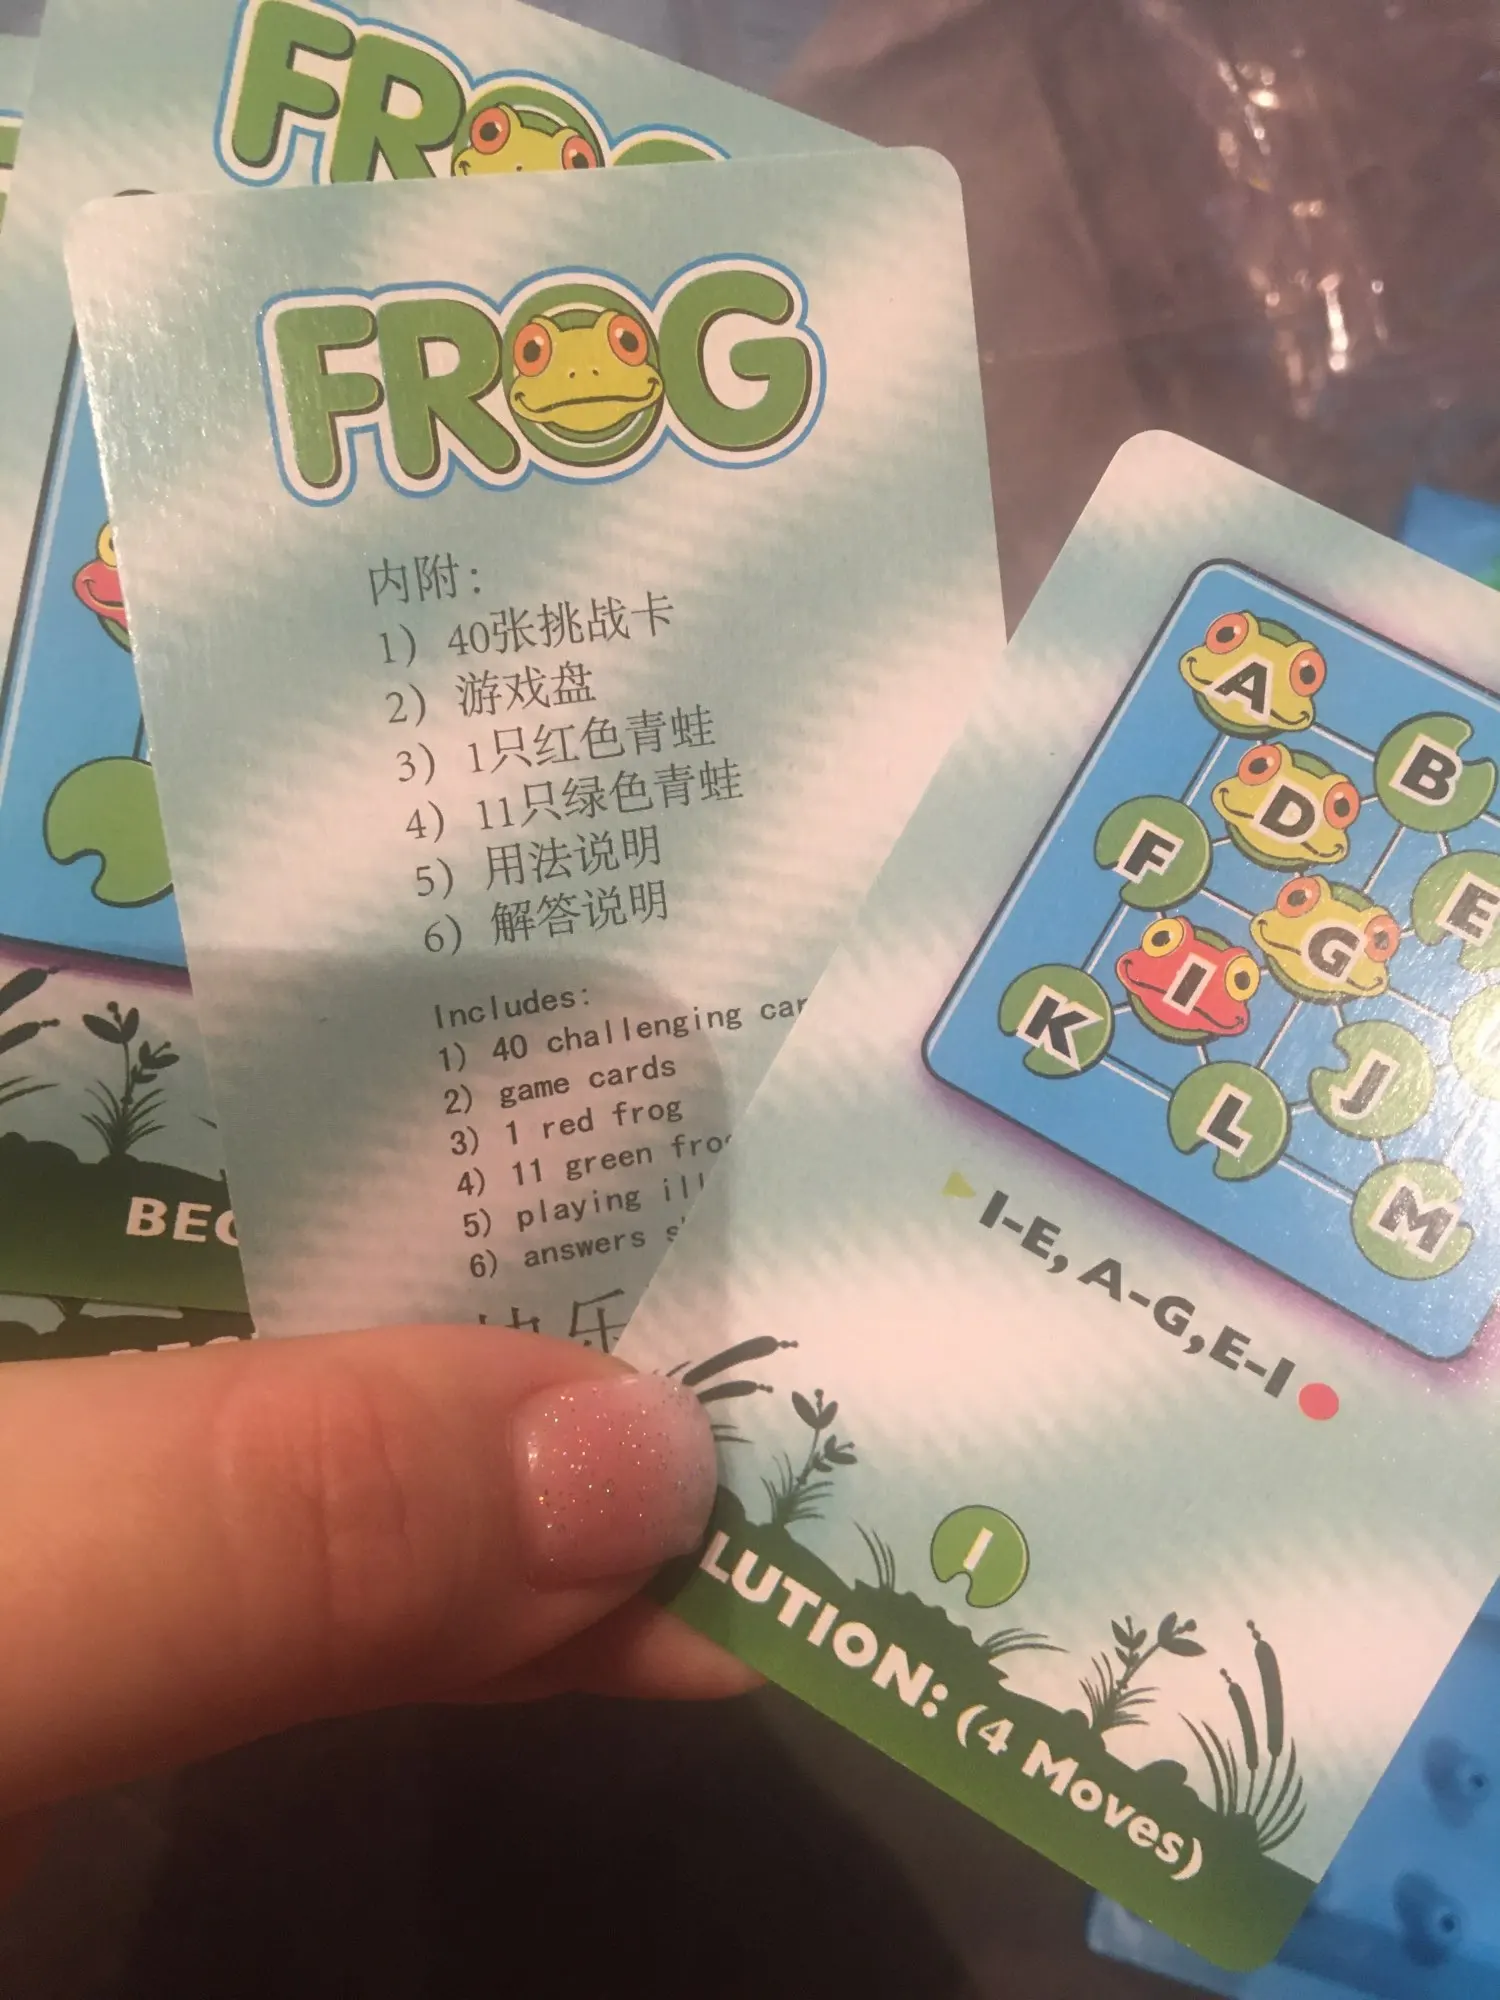 FROG
FROG
内附：
1）40张挑战卡
2）游戏盘
3）1只红色青蛙
4）11只绿色青蛙
5）用法说明
6）解答说明
Includes:
1) 40 challenging
2) game cards
3) 1 red frog
4) 11 green
5) playing
6) answers
乐
A
B
D
F
E
G
I
K
J
L
M
I-E, A-G, E-I
1
(4 Moves)